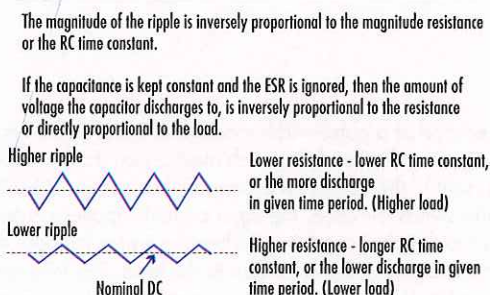 The magnitude of the ripple is inversely proportional to the magnitude resistance
or the RC time constant.
If the capacitance is kept constant and the ESR is ignored, then the amount of
voltage the capacitor discharges to, is inversely proportional to the resistance
or directly proportional to the load.
Higher ripple
Lower resistance - lower RC time constant,
or the more discharge
in given time period. (Higher load)
Lower ripple
Higher resistance - longer RC time
constant, or the lower discharge in given
time period. (Lower load)
Nominal DC